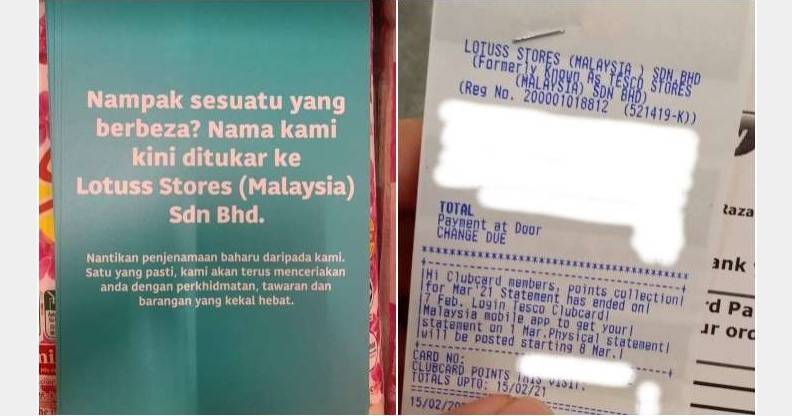 Nampak sesuatu yang
berbeza? Nama kami
kini ditukar ke
Lotuss Stores (Malaysia)
Sdn Bhd.
Nantikan penjenamaan baharu daripada kami.
Satu yang pasti, kami akan terus menceriakan
anda dengan perkhidmatan, tawaran dan
barangan yang kekal hebat.
LOTUSS STORES (MALAYSIA ) SDN BHD
(Formerly Known As TESCO STORES
(MALAYSIA) SDN BHD)
(Reg No. 200001018812 (521419-K))
TOTAL
Payment at Door
CHANGE DUE
Hi Clubcard members, points collection
for Mar 21 Statement has ended on
7 Feb. Login Tesco Clubcard
Malaysia mobile app to get your
statement on 1 Mar.Physical statement
will be posted starting 8 Mar.
CARD NO:
CLUBCARD POINTS THIS VISIT:
TOTALS UPTO: 15/02/21
15/02/20
ank